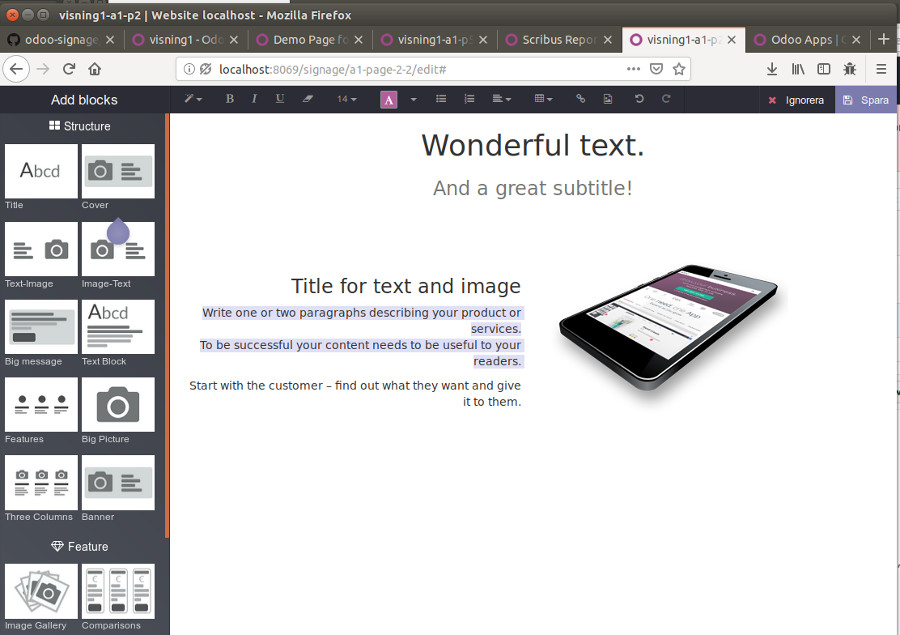 visning1-a1-p2 | Website localhost - Mozilla Firefox
odoo-signage
visning1 - Odo
Demo Page fo
visning1-a1-p
Scribus Repor
visning1-a1-p2
Odoo Apps |
localhost:8069/signage/a1-page-2-2/edit#
Add blocks
B I U 14 A
Ignorera
Spara
Structure
Abcd
Title
Cover
Text-Image
Image-Text
Big message
Abcd
Text Block
Features
Big Picture
Three Columns
Banner
Feature
Image Gallery
Comparisons
Wonderful text.
And a great subtitle!
Title for text and image
Write one or two paragraphs describing your product or
services.
To be successful your content needs to be useful to your
readers.
Start with the customer – find out what they want and give
it to them.